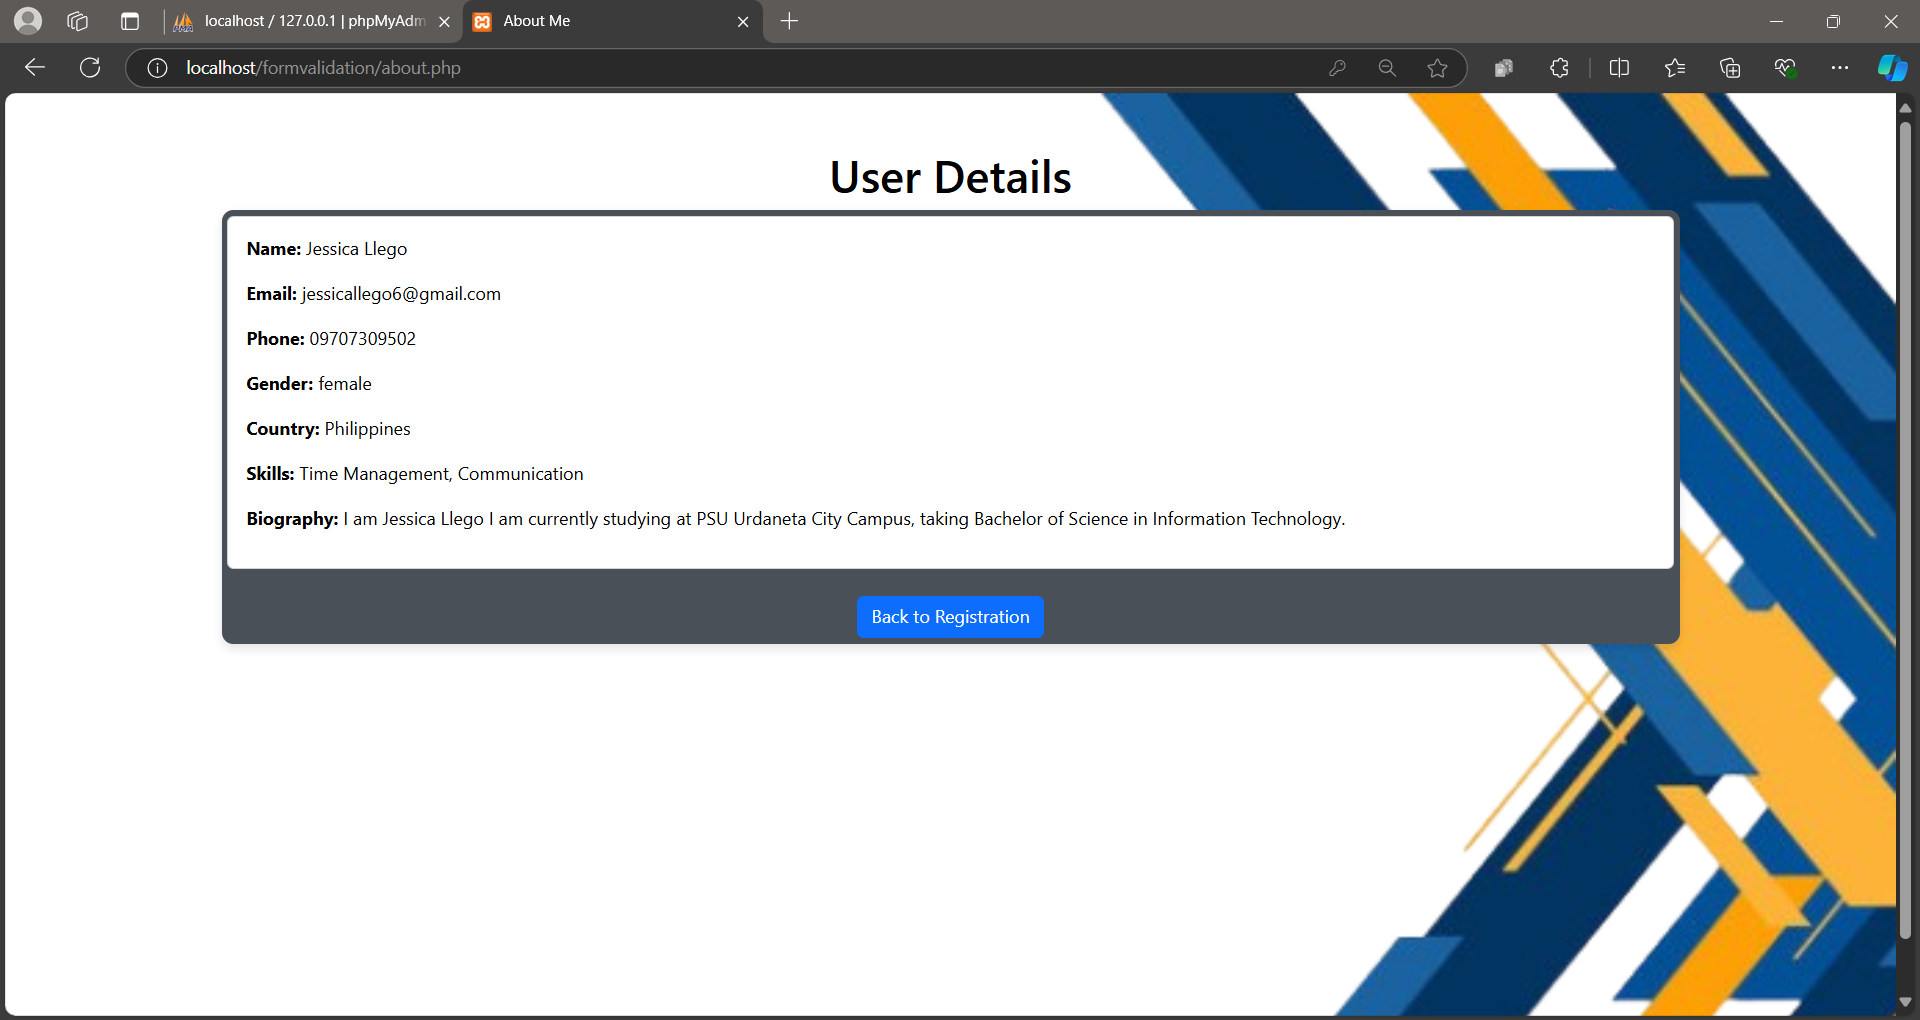 localhost / 127.0.0.1 | phpMyAdm
About Me
localhost/formvalidation/about.php
User Details
Name: Jessica Llego
Email: jessicallego6@gmail.com
Phone: 09707309502
Gender: female
Country: Philippines
Skills: Time Management, Communication
Biography: I am Jessica Llego I am currently studying at PSU Urdaneta City Campus, taking Bachelor of Science in Information Technology.
Back to Registration